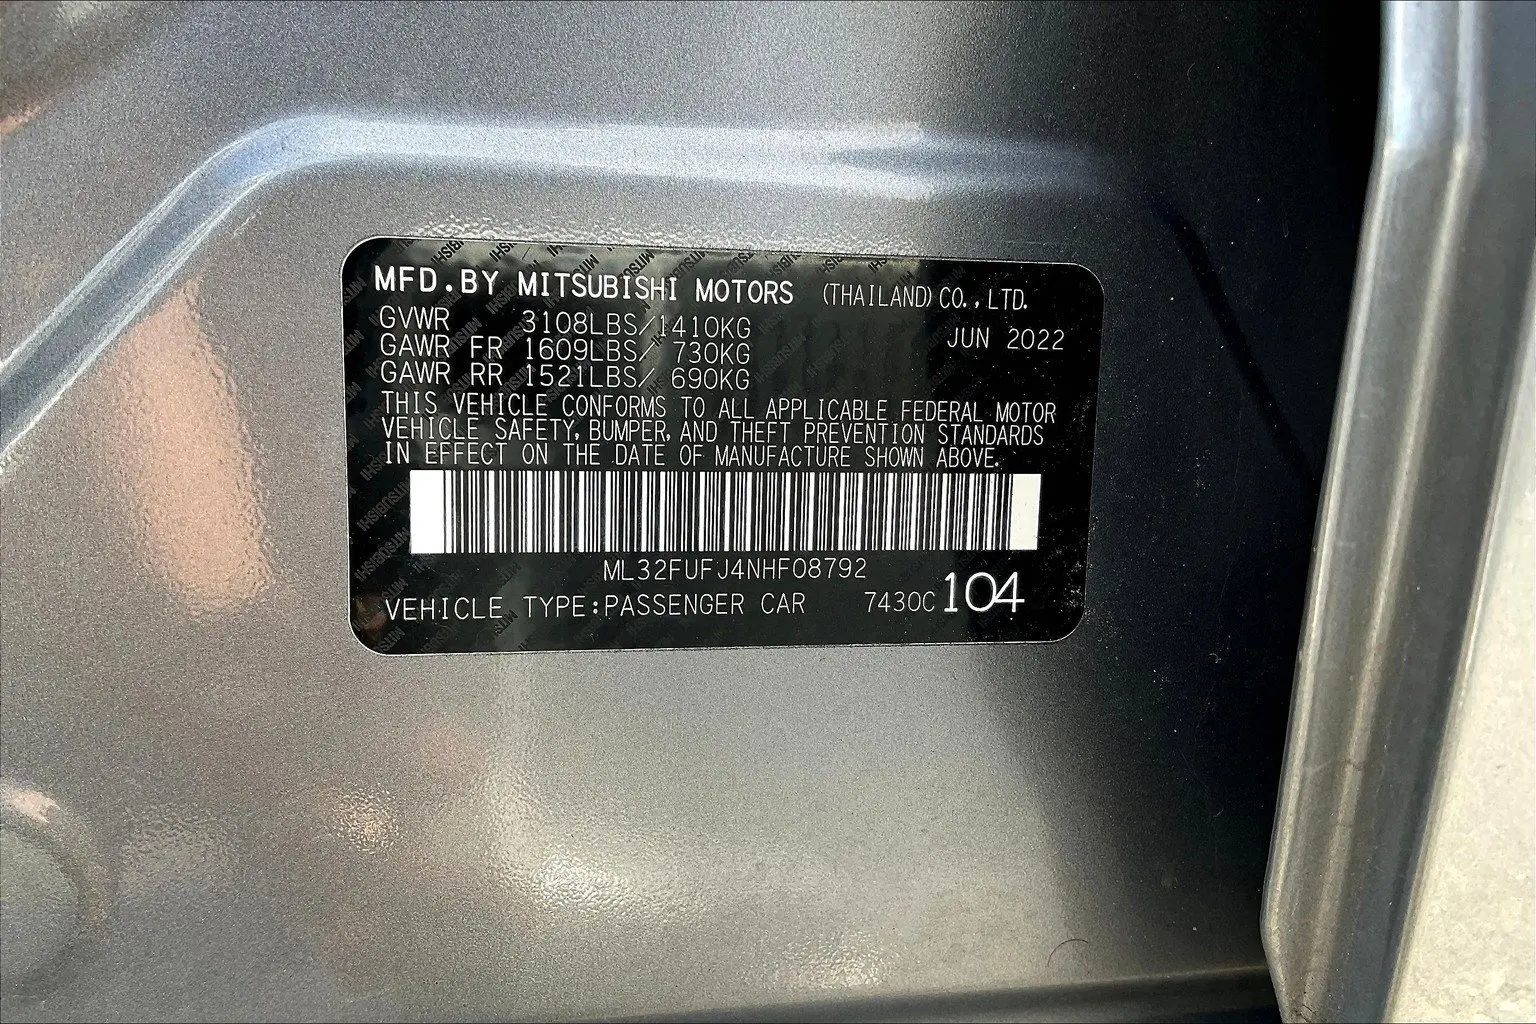 MFD.BY MITSUBISHI MOTORS (THAILAND) CO., LTD.
GVWR 3108LBS/1410KG JUN 2022
GAWR FR 1609LBS/ 730KG
GAWR RR 1521LBS/ 690KG
THIS VEHICLE CONFORMS TO ALL APPLICABLE FEDERAL MOTOR
VEHICLE SAFETY, BUMPER, AND THEFT PREVENTION STANDARDS
IN EFFECT ON THE DATE OF MANUFACTURE SHOWN ABOVE.
ML32FUFJ4NHF08792
VEHICLE TYPE:PASSENGER CAR 7430C 104